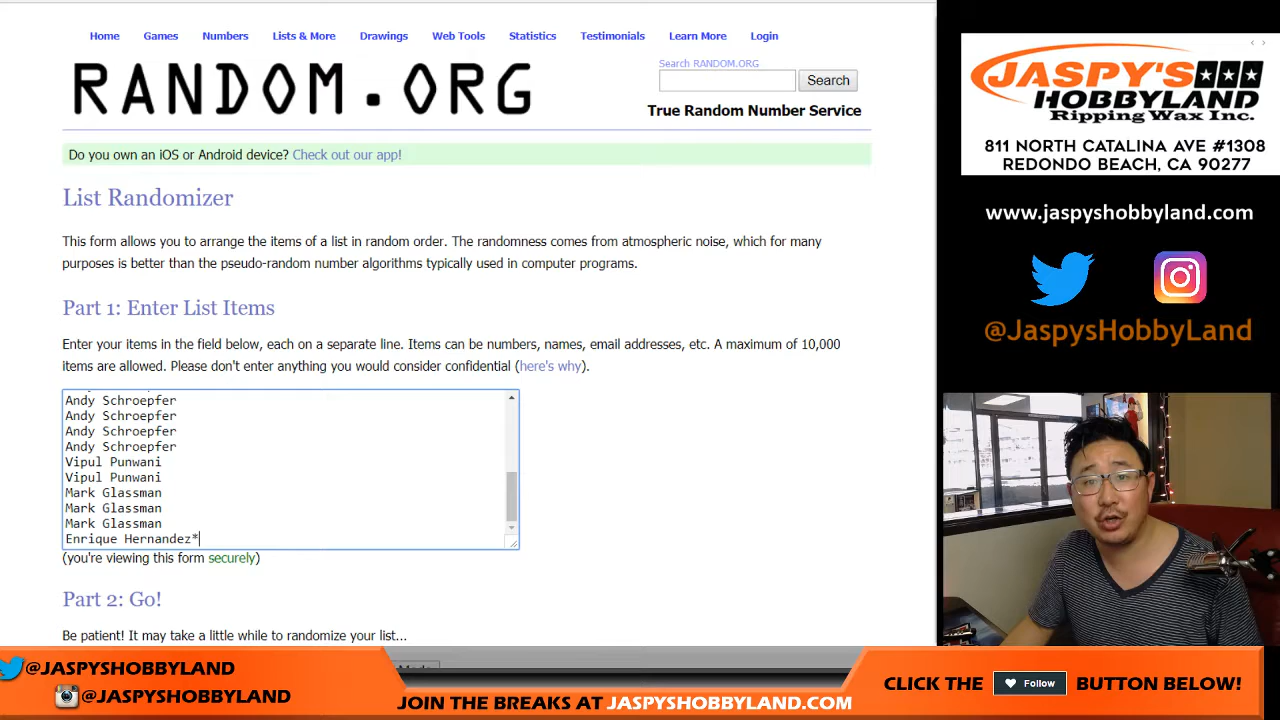 Home Games Numbers Lists & More Drawings Web Tools Statistics Testimonials Learn More Login
RANDOM.ORG
Search RANDOM.ORG
Search
True Random Number Service
Do you own an iOS or Android device? Check out our app!
List Randomizer
This form allows you to arrange the items of a list in random order. The randomness comes from atmospheric noise, which for many
purposes is better than the pseudo-random number algorithms typically used in computer programs.
Part 1: Enter List Items
Enter your items in the field below, each on a separate line. Items can be numbers, names, email addresses, etc. A maximum of 10,000
items are allowed. Please don't enter anything you would consider confidential (here's why).
Andy Schroepfer
Andy Schroepfer
Andy Schroepfer
Andy Schroepfer
Vipul Punwani
Vipul Punwani
Mark Glassman
Mark Glassman
Mark Glassman
Enrique Hernandez*
(you're viewing this form securely)
Part 2: Go!
Be patient! It may take a little while to randomize your list...
JASPY'S
HOBBYLAND
Ripping Wax Inc.
811 NORTH CATALINA AVE #1308
REDONDO BEACH, CA 90277
www.jaspyshobbyland.com
@JaspysHobbyLand
@JASPYSHOBBYLAND
@JASPYSHOBBYLAND
JOIN THE BREAKS AT JASPYSHOBBYLAND.COM
CLICK THE Follow BUTTON BELOW!